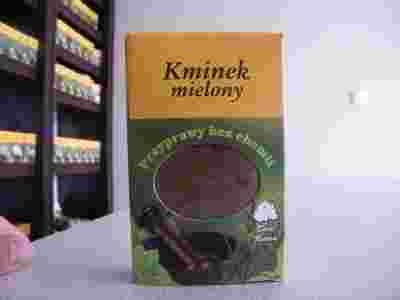 Kminek
mielony
Przyprawy bez chemii